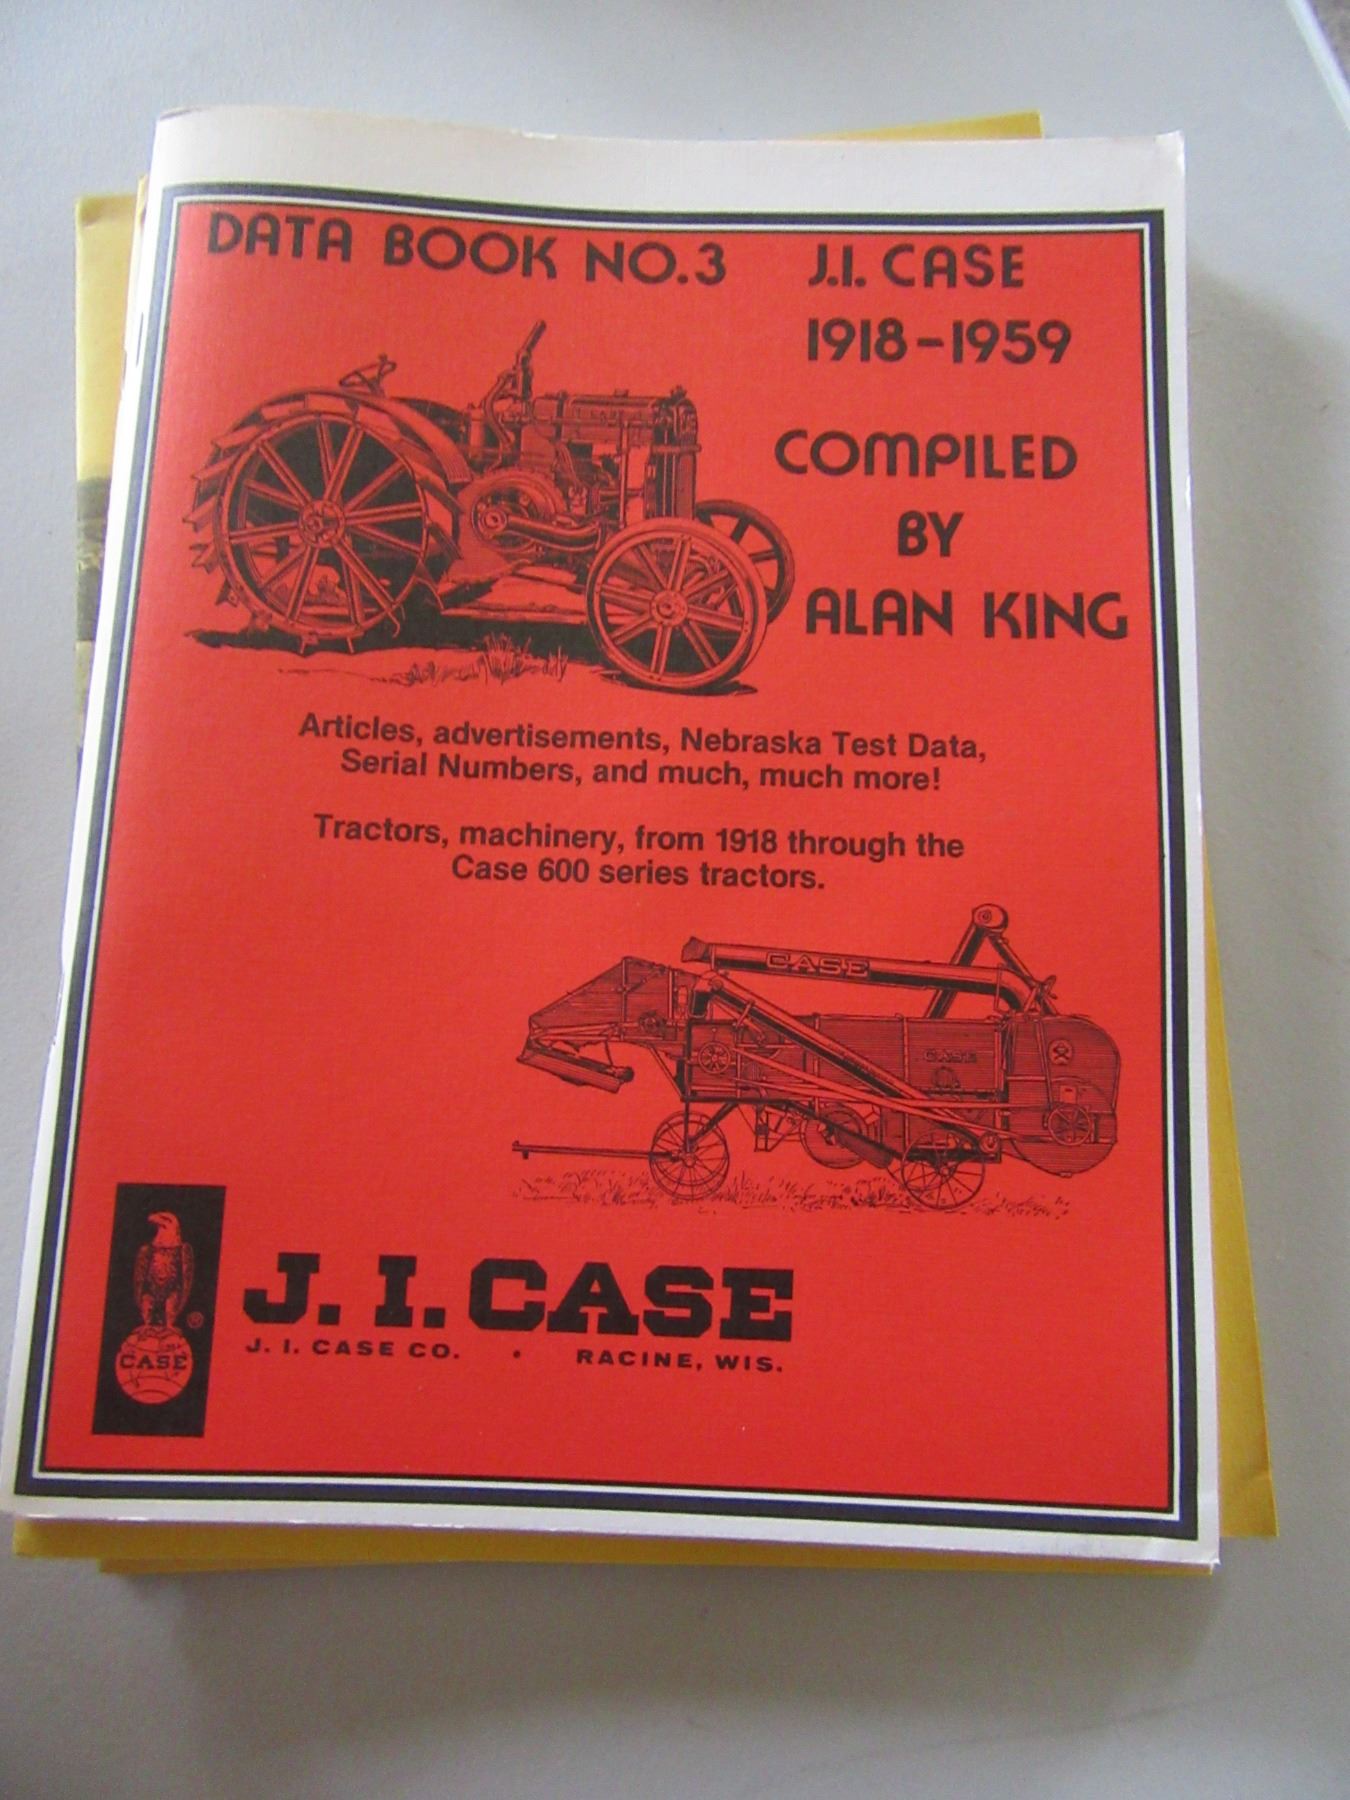 DATA BOOK NO.3
J.I. CASE
1918-1959
COMPILED
BY
ALAN KING
Articles, advertisements, Nebraska Test Data,
Serial Numbers, and much, much more!
Tractors, machinery, from 1918 through the
Case 600 series tractors.
CASE
CASE
CASE
®
J. I. CASE
J. I. CASE CO. • RACINE, WIS.